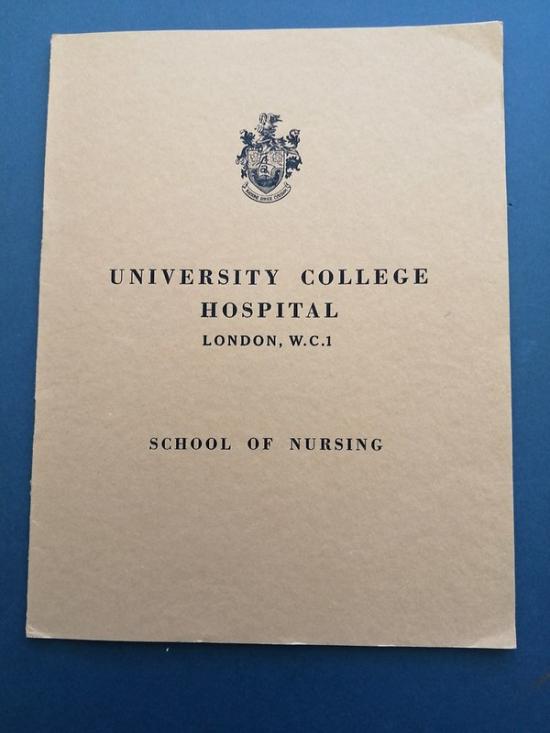 UNIVERSITY COLLEGE
HOSPITAL
LONDON, W.C.1
SCHOOL OF NURSING